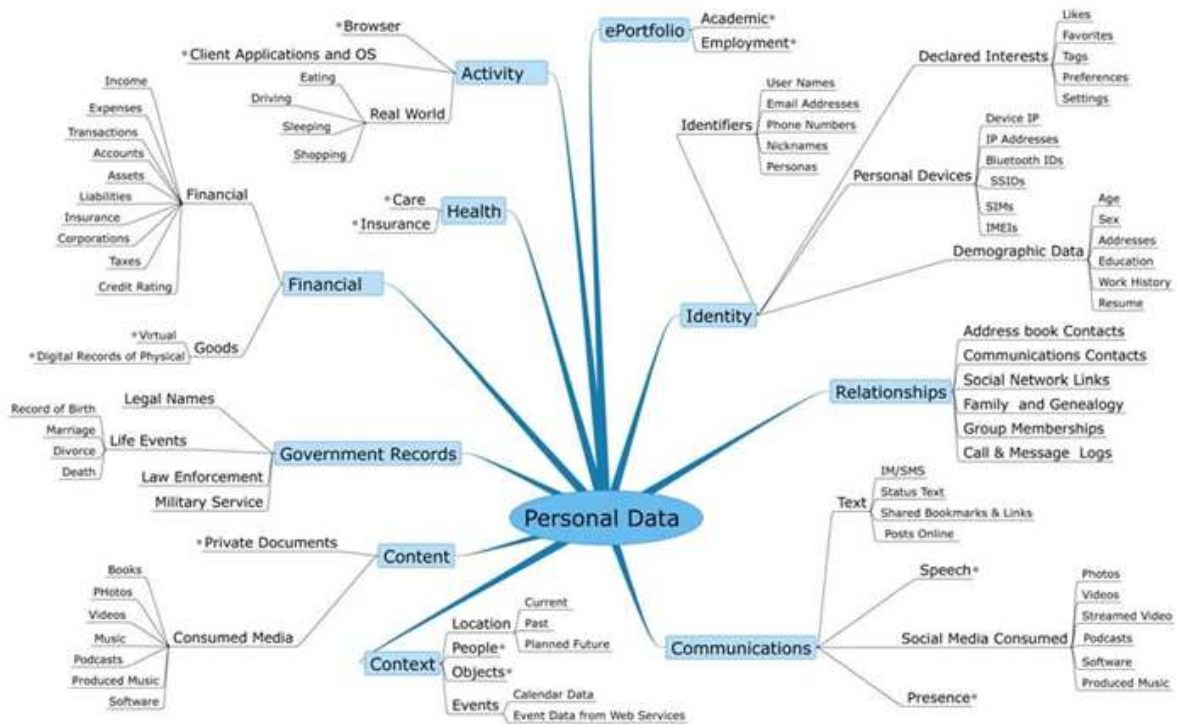 Personal Data
ePortfolio
Academic*
Employment*
Activity
*Browser
*Client Applications and OS
Real World
Eating
Driving
Sleeping
Shopping
Health
*Care
*Insurance
Financial
Financial
Income
Expenses
Transactions
Accounts
Assets
Liabilities
Insurance
Corporations
Taxes
Credit Rating
Goods
*Virtual
*Digital Records of Physical
Government Records
Legal Names
Life Events
Record of Birth
Marriage
Divorce
Death
Law Enforcement
Military Service
Content
*Private Documents
Consumed Media
Books
PHotos
Videos
Music
Podcasts
Produced Music
Software
Context
Location
Current
Past
Planned Future
People*
Objects*
Events
Calendar Data
Event Data from Web Services
Identity
Identifiers
User Names
Email Addresses
Phone Numbers
Nicknames
Personas
Declared Interests
Likes
Favorites
Tags
Preferences
Settings
Personal Devices
Device IP
IP Addresses
Bluetooth IDs
SSIDs
SIMs
IMEIs
Demographic Data
Age
Sex
Addresses
Education
Work History
Resume
Relationships
Address book Contacts
Communications Contacts
Social Network Links
Family and Genealogy
Group Memberships
Call & Message Logs
Communications
Text
IM/SMS
Status Text
Shared Bookmarks & Links
Posts Online
Speech*
Social Media Consumed
Photos
Videos
Streamed Video
Podcasts
Software
Produced Music
Presence*